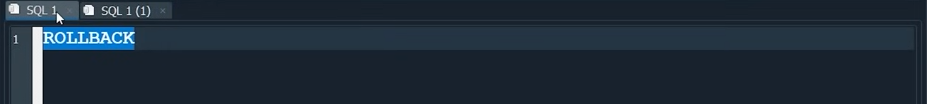 SQL 1 × SQL 1 (1) ×
1 ROLLBACK